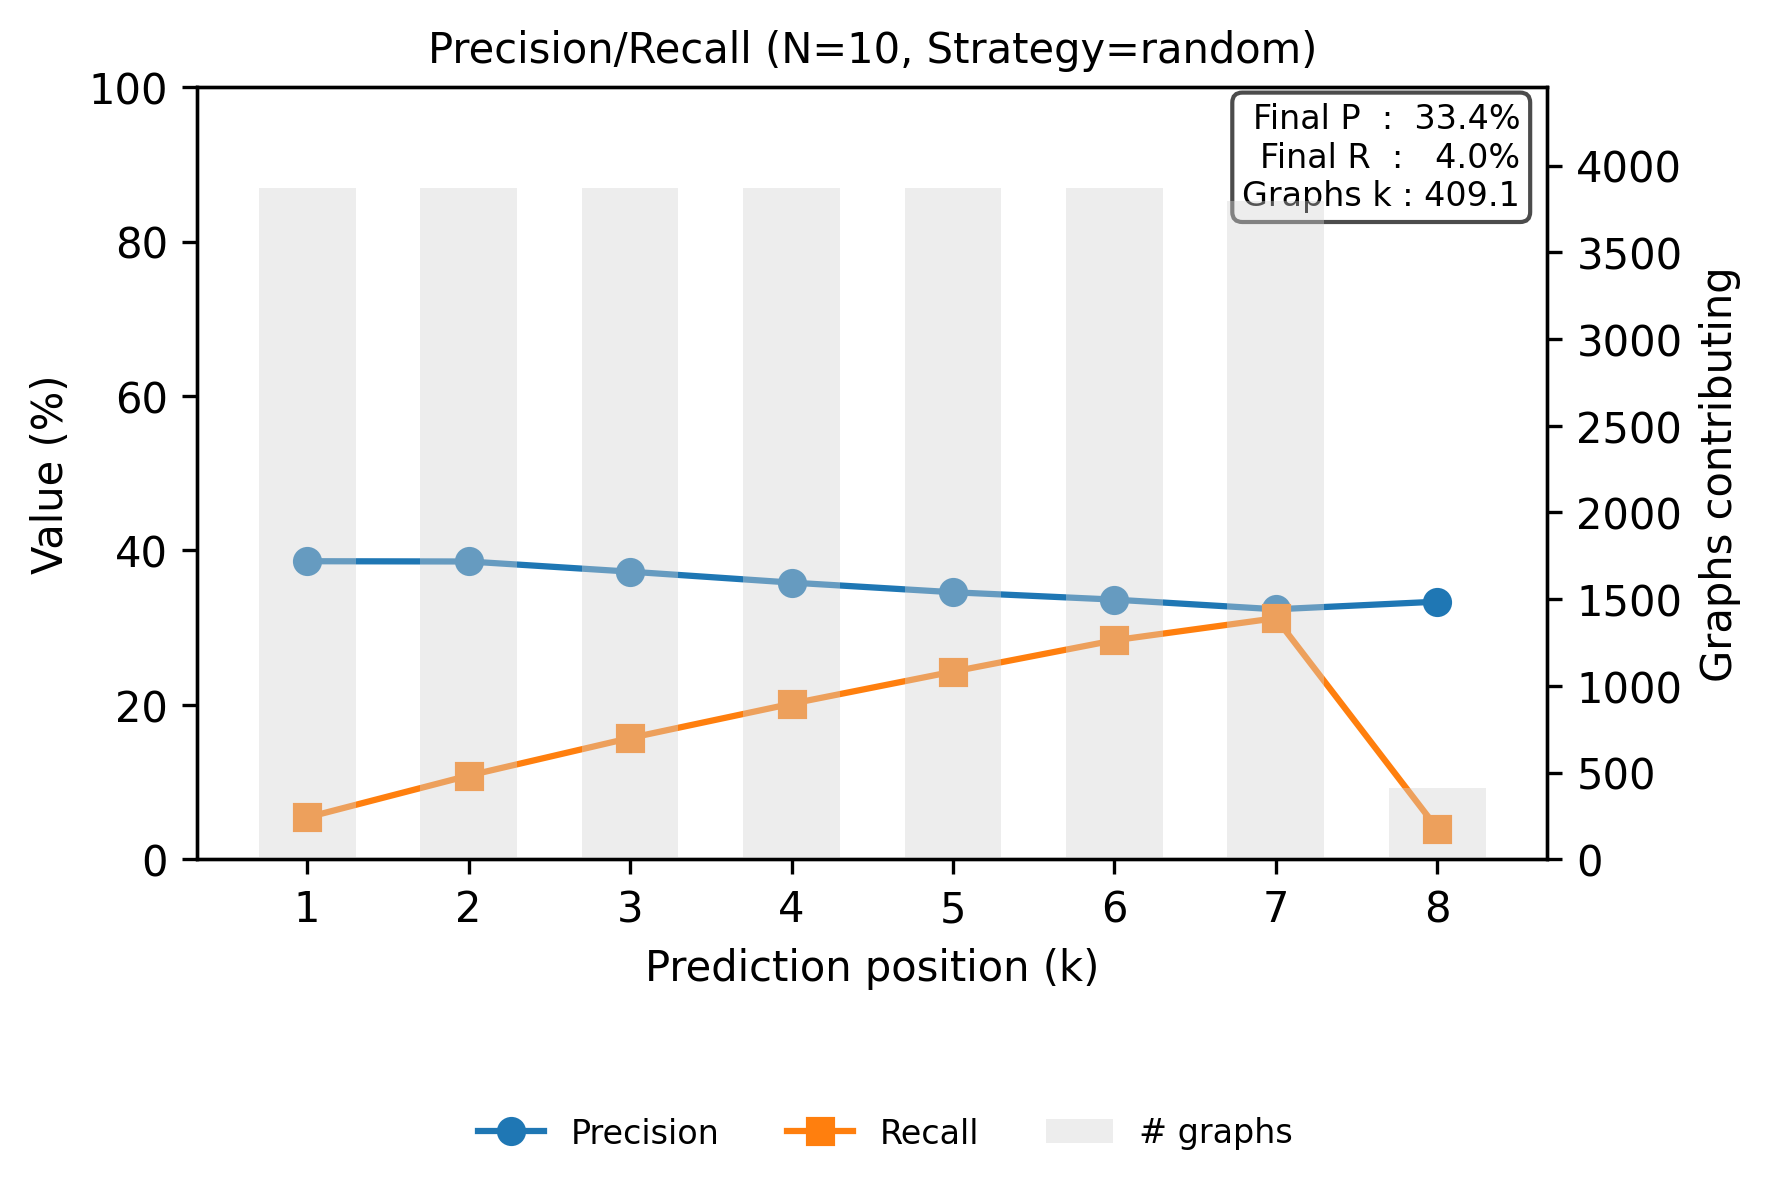 Precision/Recall (N=10, Strategy=random)
100
80
60
40
20
0
Value (%)
Final P : 33.4%
Final R : 4.0%
Graphs k : 409.1
4000
3500
3000
2500
2000
1500
1000
500
0
Graphs contributing
1 2 3 4 5 6 7 8
Prediction position (k)
Precision Recall # graphs